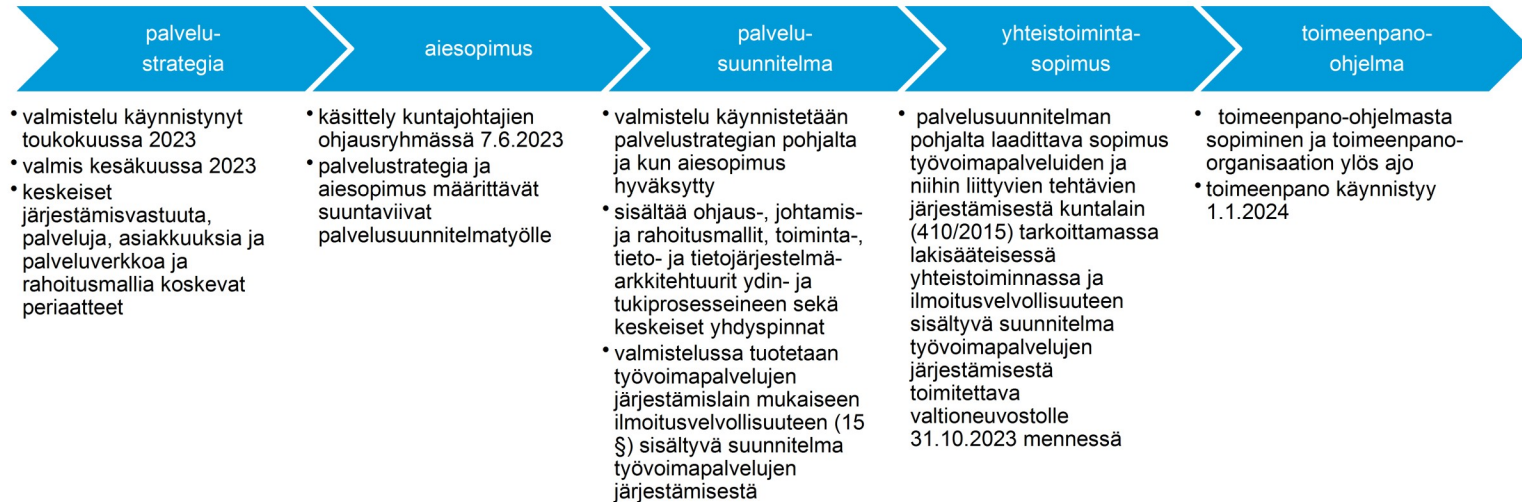 palvelu-
strategia
aiesopimus
palvelu-
suunnitelma
yhteistoiminta-
sopimus
toimeenpano-
ohjelma
• valmistelu käynnistynyt
toukokuussa 2023
• valmis kesäkuussa 2023
• keskeiset
järjestämisvastuuta,
palveluja, asiakkuuksia ja
palveluverkkoa ja
rahoitusmallia koskevat
periaatteet
• käsittely kuntajohtajien
ohjausryhmässä 7.6.2023
• palvelustrategia ja
aiesopimus määrittävät
suuntaviivat
palvelusuunnitelmatyölle
• valmistelu käynnistetään
palvelustrategian pohjalta
ja kun aiesopimus
hyväksytty
• sisältää ohjaus-, johtamis-
ja rahoitusmallit, toiminta-,
tieto- ja tietojärjestelmä-
arkkitehtuurit ydin- ja
tukiprosesseineen sekä
keskeiset yhdyspinnat
• valmistelussa tuotetaan
työvoimapalvelujen
järjestämislain mukaiseen
ilmoitusvelvollisuuteen (15
§) sisältyvä suunnitelma
työvoimapalvelujen
järjestämisestä
• palvelusuunnitelman
pohjalta laadittava sopimus
työvoimapalveluiden ja
niihin liittyvien tehtävien
järjestämisestä kuntalain
(410/2015) tarkoittamassa
lakisääteisessä
yhteistoiminnassa ja
ilmoitusvelvollisuuteen
sisältyvä suunnitelma
työvoimapalvelujen
järjestämisestä
toimitettava
valtioneuvostolle
31.10.2023 mennessä
• toimeenpano-ohjelmasta
sopiminen ja toimeenpano-
organisaation ylös ajo
• toimeenpano käynnistyy
1.1.2024